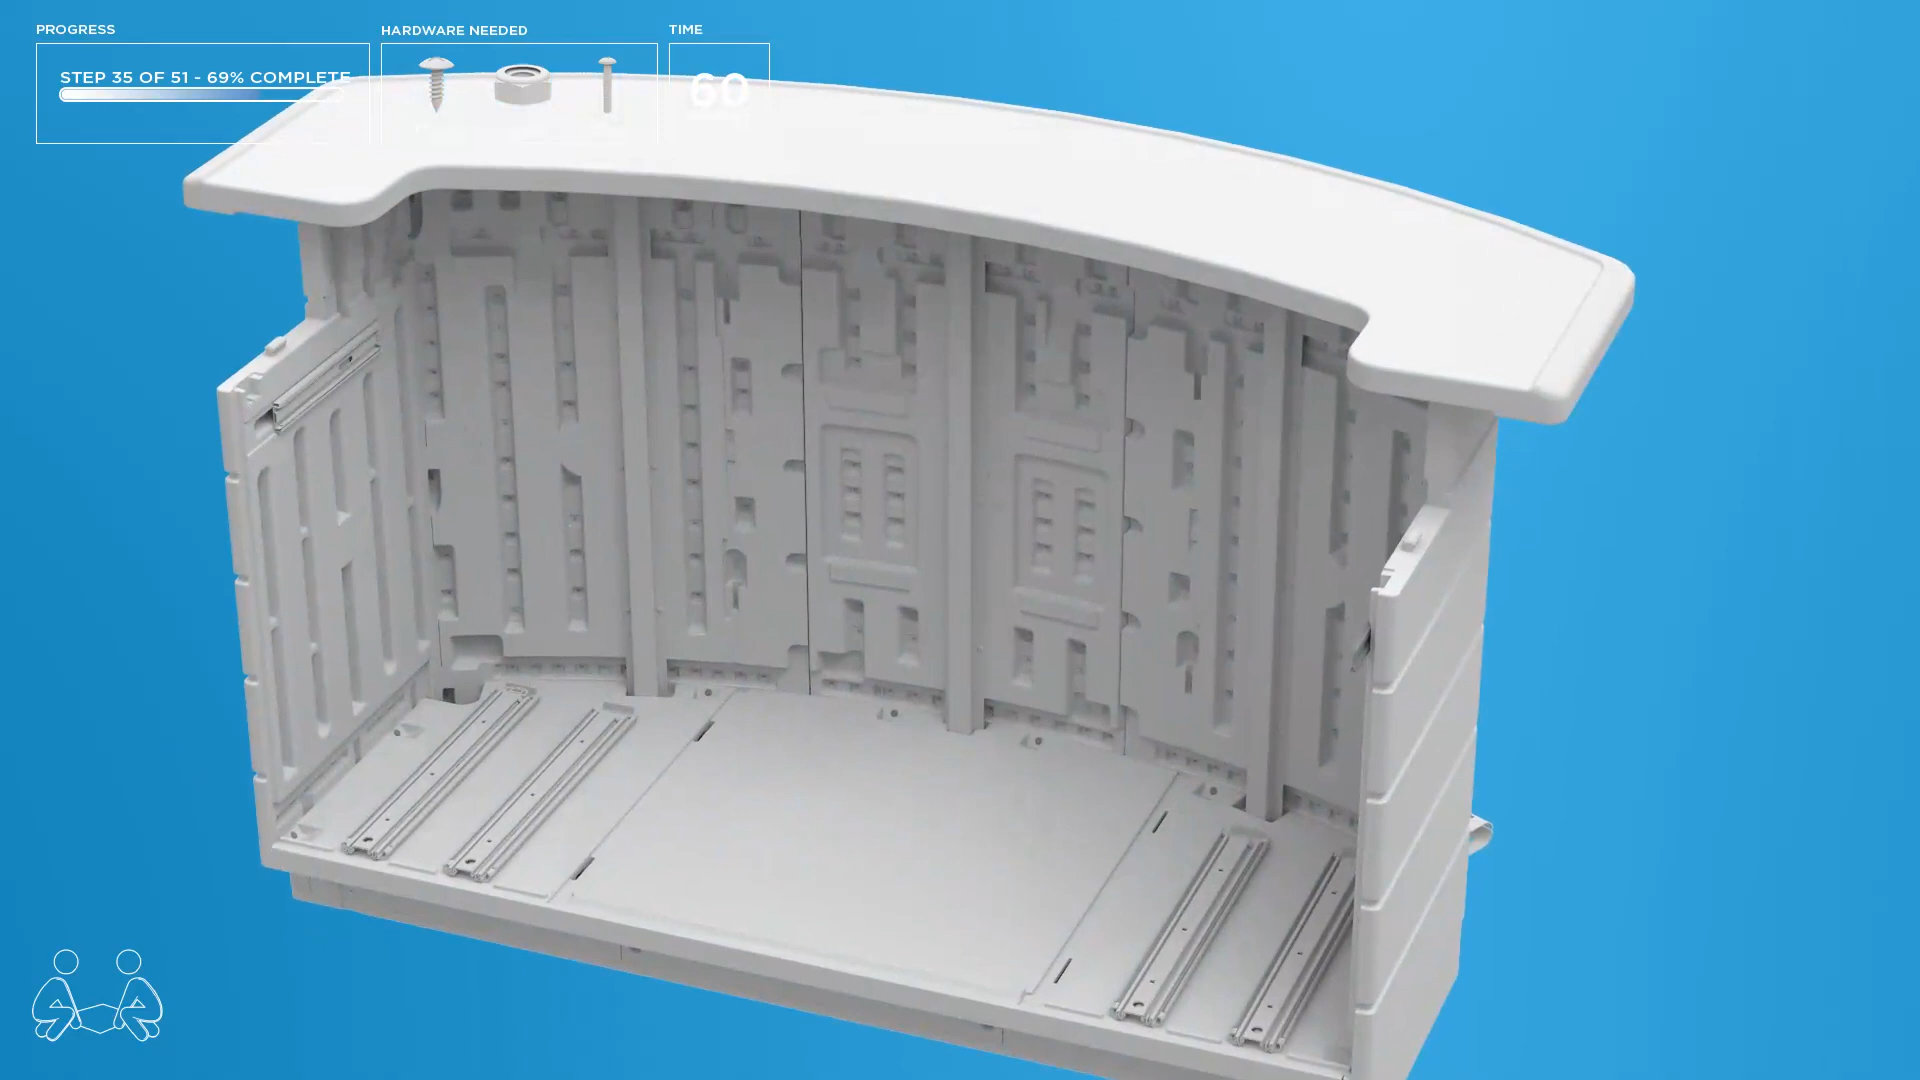 PROGRESS
STEP 35 OF 51 - 69% COMPLETE
HARDWARE NEEDED
TIME
60